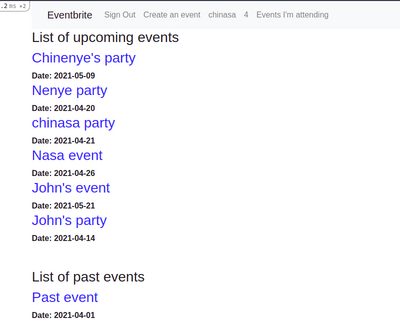 .2 ms ×2
Eventbrite Sign Out Create an event chinasa 4 Events I'm attending
List of upcoming events
Chinenye's party
Date: 2021-05-09
Nenye party
Date: 2021-04-20
chinasa party
Date: 2021-04-21
Nasa event
Date: 2021-04-26
John's event
Date: 2021-05-21
John's party
Date: 2021-04-14
List of past events
Past event
Date: 2021-04-01